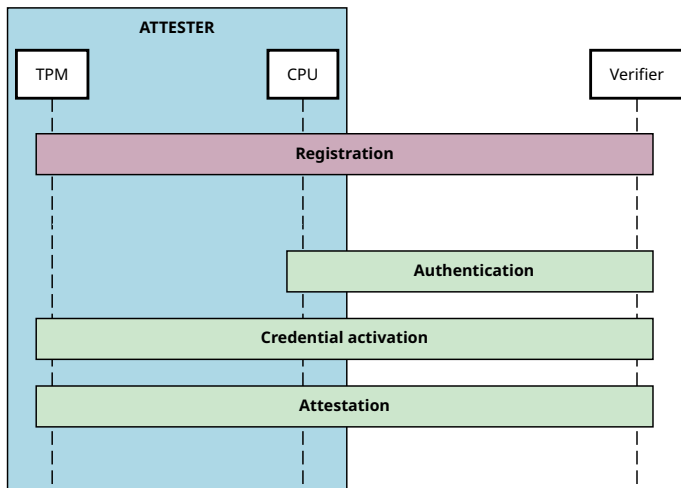 ATTESTER
TPM
CPU
Verifier
Registration
Authentication
Credential activation
Attestation